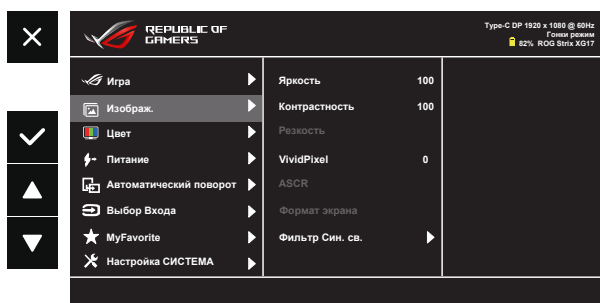 REPUBLIC OF
GAMERS
Type-C DP 1920 x 1080 @ 60Hz
Гонки режим
82% ROG Strix XG17
Игра
Изображ.
Цвет
Питание
Автоматический поворот
Выбор Входа
MyFavorite
Настройка СИСТЕМА
Яркость 100
Контрастность 100
Резкость
VividPixel 0
ASCR
Формат экрана
Фильтр Син. св.